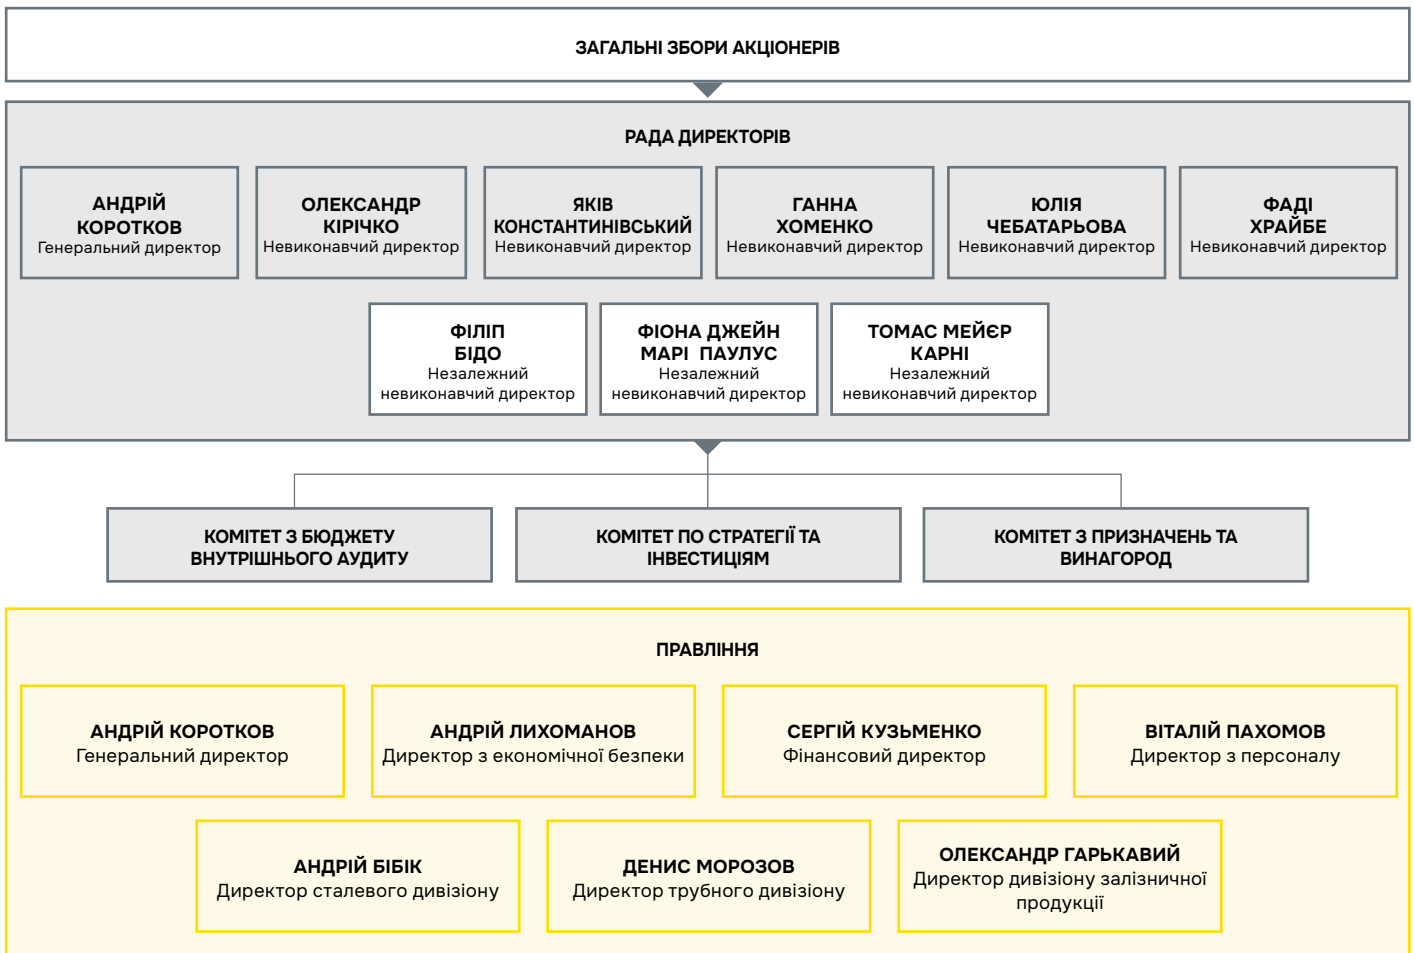 ЗАГАЛЬНІ ЗБОРИ АКЦІОНЕРІВ
РАДА ДИРЕКТОРІВ
АНДРІЙ
КОРОТКОВ
Генеральний директор
ОЛЕКСАНДР
КІРІЧКО
Невиконавчий директор
ЯКІВ
КОНСТАНТИНІВСЬКИЙ
Невиконавчий директор
ГАННА
ХОМЕНКО
Невиконавчий директор
ЮЛІЯ
ЧЕБАТАРЬОВА
Невиконавчий директор
ФАДІ
ХРАЙБЕ
Невиконавчий директор
ФІЛІП
БІДО
Незалежний
невиконавчий директор
ФІОНА ДЖЕЙН
МАРІ ПАУЛУС
Незалежний
невиконавчий директор
ТОМАС МЕЙЄР
КАРНІ
Незалежний
невиконавчий директор
КОМІТЕТ З БЮДЖЕТУ
ВНУТРІШНЬОГО АУДИТУ
КОМІТЕТ ПО СТРАТЕГІЇ ТА
ІНВЕСТИЦІЯМ
КОМІТЕТ З ПРИЗНАЧЕНЬ ТА
ВИНАГОРОД
ПРАВЛІННЯ
АНДРІЙ КОРОТКОВ
Генеральний директор
АНДРІЙ ЛИХОМАНОВ
Директор з економічної безпеки
СЕРГІЙ КУЗЬМЕНКО
Фінансовий директор
ВІТАЛІЙ ПАХОМОВ
Директор з персоналу
АНДРІЙ БІБІК
Директор сталевого дивізіону
ДЕНИС МОРОЗОВ
Директор трубного дивізіону
ОЛЕКСАНДР ГАРЬКАВИЙ
Директор дивізіону залізничної
продукції